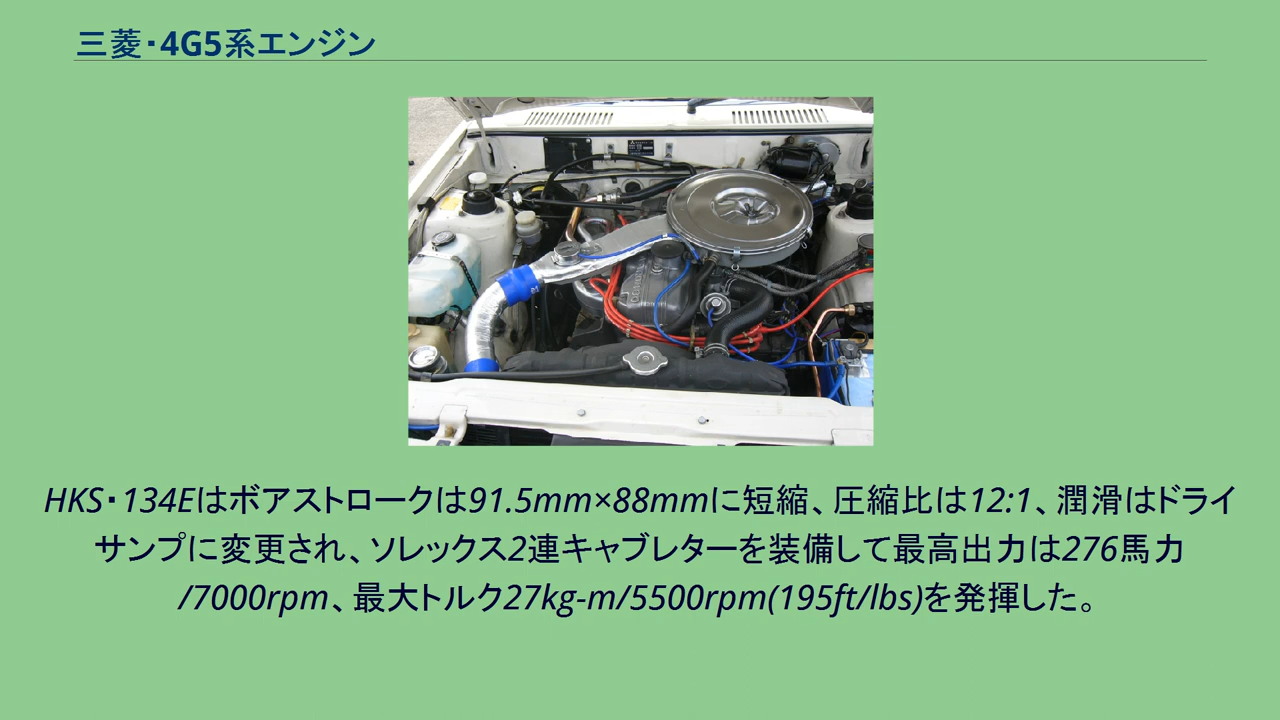 三菱・4G5系エンジン
HKS・134Eはボアストロークは91.5mm×88mmに短縮、圧縮比は12:1、潤滑はドライ
サンプに変更され、ソレックス2連キャブレターを装備して最高出力は276馬力
/7000rpm、最大トルク27kg-m/5500rpm(195ft/lbs)を発揮した。